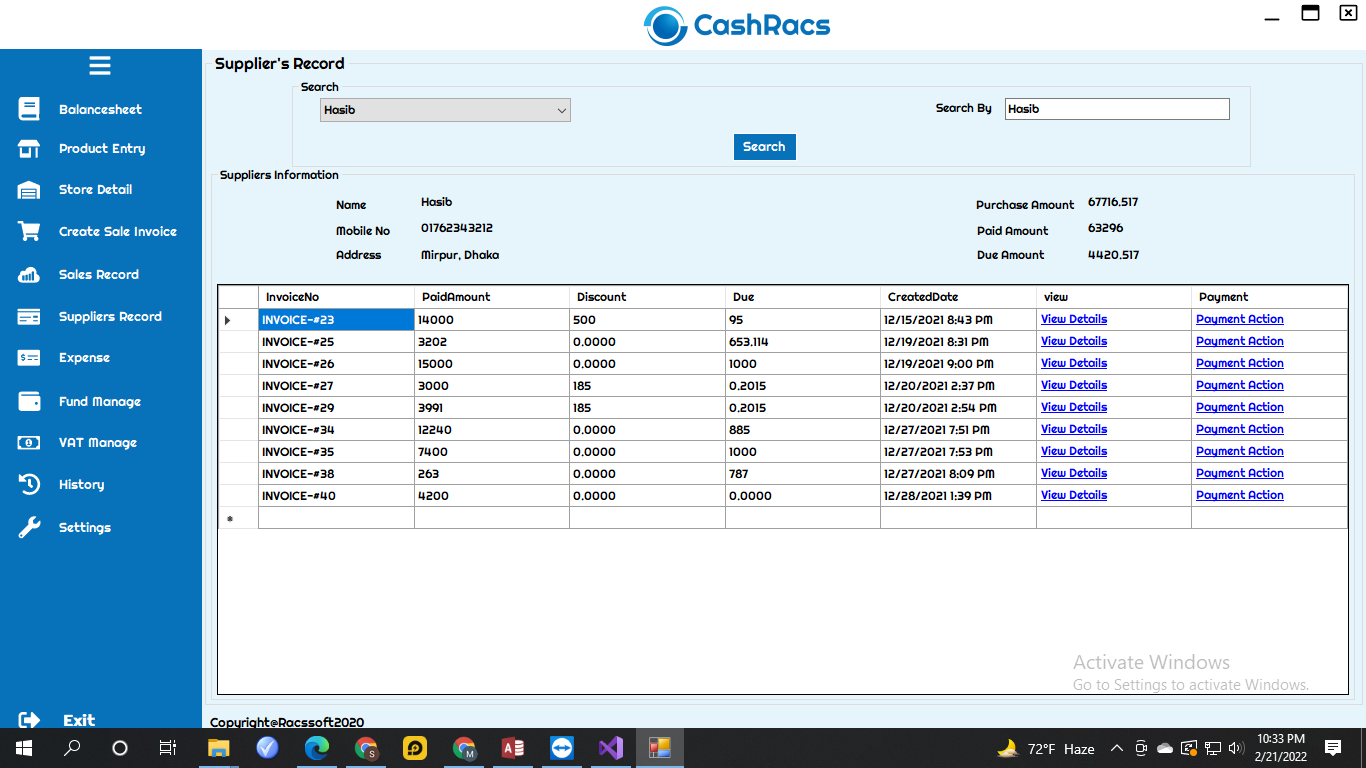 CashRacs
Supplier's Record
Search
Hasib
Search By Hasib
Search
Balancesheet
Product Entry
Store Detail
Create Sale Invoice
Sales Record
Suppliers Record
Expense
Fund Manage
VAT Manage
History
Settings
Exit
Suppliers Information
Name Hasib
Mobile No 01762343212
Address Mirpur, Dhaka
Purchase Amount 67716.517
Paid Amount 63296
Due Amount 4420.517
InvoiceNo PaidAmount Discount Due CreatedDate view Payment
INVOICE-#23 14000 500 95 12/15/2021 8:43 PM View Details Payment Action
INVOICE-#25 3202 0.0000 653.114 12/19/2021 8:31 PM View Details Payment Action
INVOICE-#26 15000 0.0000 1000 12/19/2021 9:00 PM View Details Payment Action
INVOICE-#27 3000 185 0.2015 12/20/2021 2:37 PM View Details Payment Action
INVOICE-#29 3991 185 0.2015 12/20/2021 2:54 PM View Details Payment Action
INVOICE-#34 12240 0.0000 885 12/27/2021 7:51 PM View Details Payment Action
INVOICE-#35 7400 0.0000 1000 12/27/2021 7:53 PM View Details Payment Action
INVOICE-#38 263 0.0000 787 12/27/2021 8:09 PM View Details Payment Action
INVOICE-#40 4200 0.0000 0.0000 12/28/2021 1:39 PM View Details Payment Action
*
Activate Windows
Go to Settings to activate Windows.
Copyright@Racssoft2020
72°F Haze
10:33 PM
2/21/2022